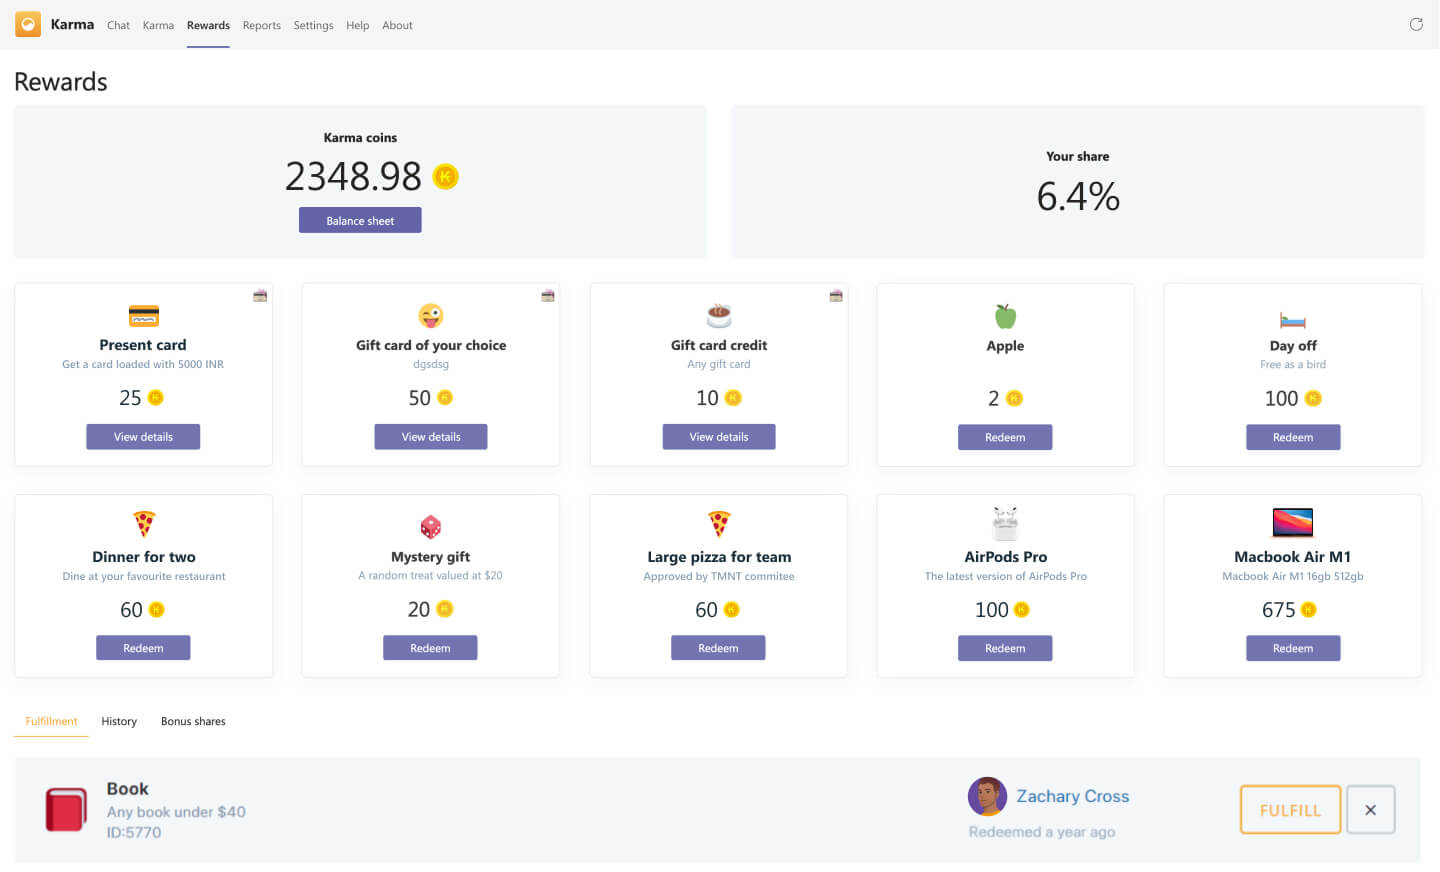 Karma Chat Karma Rewards Reports Settings Help About
Rewards
Karma coins
2348.98
Balance sheet
Your share
6.4%
Present card
Get a card loaded with 5000 INR
25
View details
Gift card of your choice
dgsdsg
50
View details
Gift card credit
Any gift card
10
View details
Apple
2
Redeem
Day off
Free as a bird
100
Redeem
Dinner for two
Dine at your favourite restaurant
60
Redeem
Mystery gift
A random treat valued at $20
20
Redeem
Large pizza for team
Approved by TMNT commitee
60
Redeem
AirPods Pro
The latest version of AirPods Pro
100
Redeem
Macbook Air M1
Macbook Air M1 16gb 512gb
675
Redeem
Fulfillment History Bonus shares
Book
Any book under $40
ID:5770
Zachary Cross
Redeemed a year ago
FULFILL